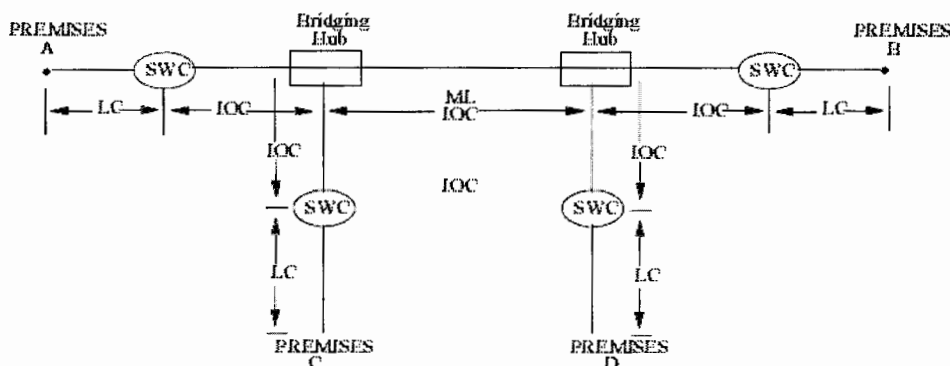 Bridging Hub
Bridging Hub
PREMISES A
PREMISES B
SWC
SWC
LC
IOC
ML IOC
IOC
LC
IOC
IOC
IOC
SWC
SWC
LC
LC
PREMISES C
PREMISES D